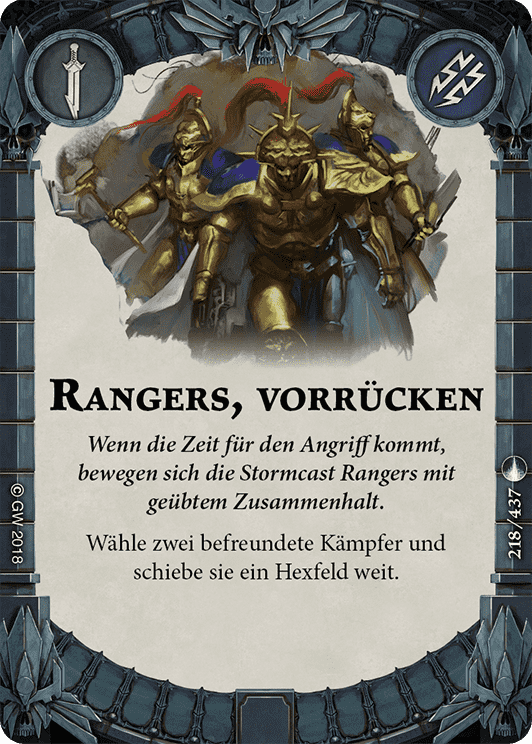 Rangers, vorrücken
Wenn die Zeit für den Angriff kommt,
bewegen sich die Stormcast Rangers mit
geübtem Zusammenhalt.
Wähle zwei befreundete Kämpfer und
schiebe sie ein Hexfeld weit.
© GW 2018
218/437